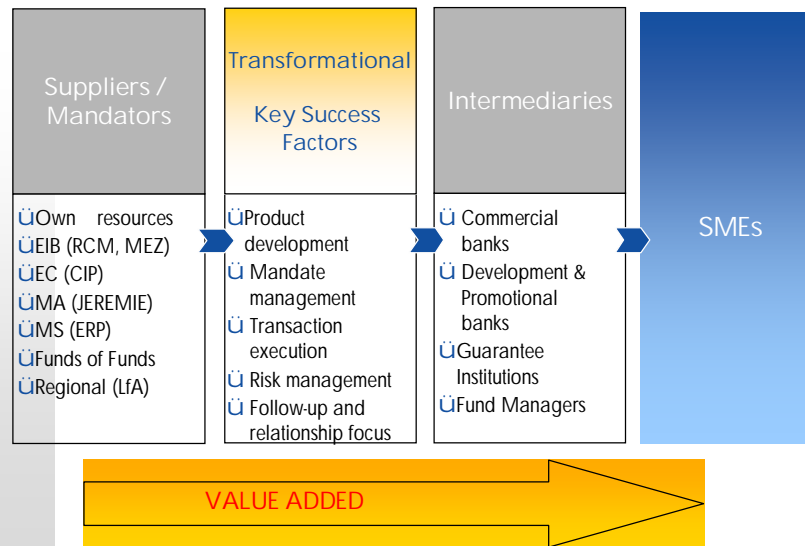 Suppliers /
Mandators
üOwn resources
üEIB (RCM, MEZ)
üEC (CIP)
üMA (JEREMIE)
üMS (ERP)
üFunds of Funds
üRegional (LfA)
Transformational
Key Success
Factors
üProduct
development
ü Mandate
management
ü Transaction
execution
ü Risk management
ü Follow-up and
relationship focus
Intermediaries
ü Commercial
banks
ü Development &
Promotional
banks
üGuarantee
Institutions
üFund Managers
SMEs
VALUE ADDED